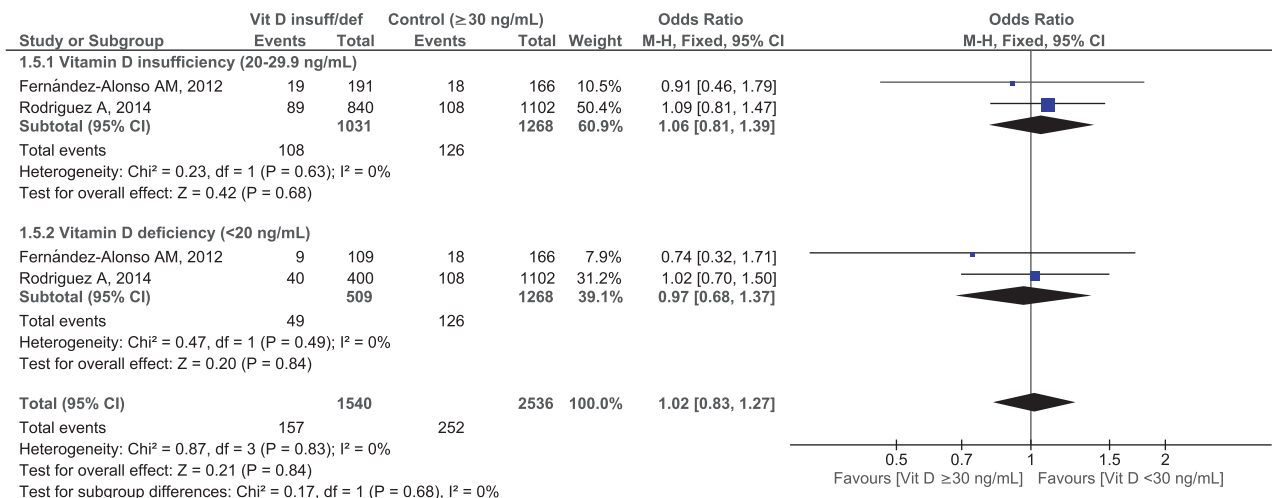 Vit D insuff/def Control (≥30 ng/mL) Odds Ratio Odds Ratio
Study or Subgroup Events Total Events Total Weight M-H, Fixed, 95% CI M-H, Fixed, 95% CI
1.5.1 Vitamin D insufficiency (20-29.9 ng/mL)
Fernández-Alonso AM, 2012 19 191 18 166 10.5% 0.91 [0.46, 1.79]
Rodriguez A, 2014 89 840 108 1102 50.4% 1.09 [0.81, 1.47]
Subtotal (95% CI) 1031 1268 60.9% 1.06 [0.81, 1.39]
Total events 108 126
Heterogeneity: Chi² = 0.23, df = 1 (P = 0.63); I² = 0%
Test for overall effect: Z = 0.42 (P = 0.68)
1.5.2 Vitamin D deficiency (<20 ng/mL)
Fernández-Alonso AM, 2012 9 109 18 166 7.9% 0.74 [0.32, 1.71]
Rodriguez A, 2014 40 400 108 1102 31.2% 1.02 [0.70, 1.50]
Subtotal (95% CI) 509 1268 39.1% 0.97 [0.68, 1.37]
Total events 49 126
Heterogeneity: Chi² = 0.47, df = 1 (P = 0.49); I² = 0%
Test for overall effect: Z = 0.20 (P = 0.84)
Total (95% CI) 1540 2536 100.0% 1.02 [0.83, 1.27]
Total events 157 252
Heterogeneity: Chi² = 0.87, df = 3 (P = 0.83); I² = 0%
Test for overall effect: Z = 0.21 (P = 0.84)
Test for subgroup differences: Chi² = 0.17, df = 1 (P = 0.68), I² = 0%
0.5 0.7 1 1.5 2
Favours [Vit D ≥30 ng/mL] Favours [Vit D <30 ng/mL]